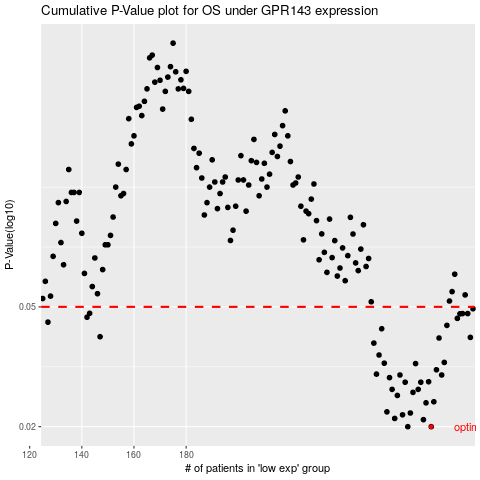 Cumulative P-Value plot for OS under GPR143 expression
P-Value(log10)
0.05
0.02
optin
120 140 160 180
# of patients in 'low exp' group